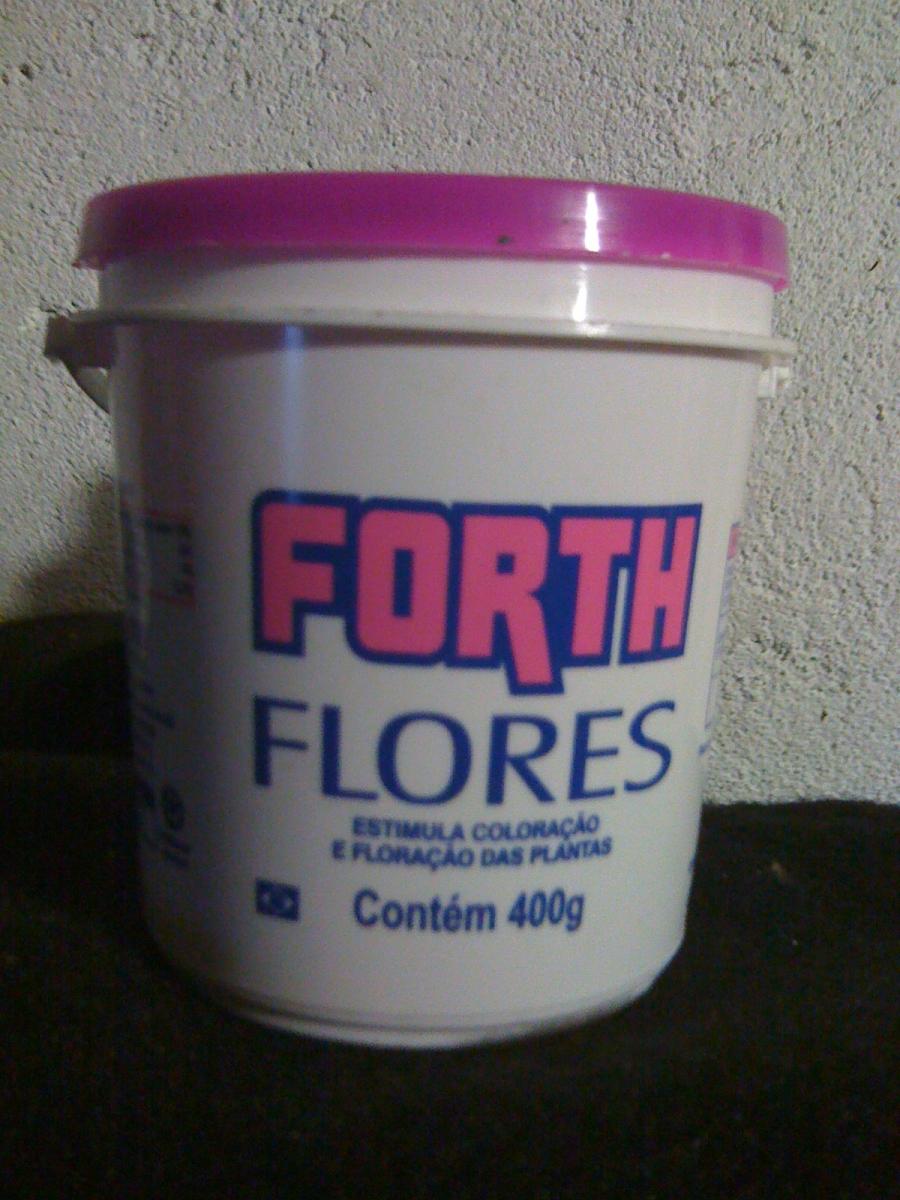 FORTH
FLORES
ESTIMULA COLORAÇÃO
E FLORAÇÃO DAS PLANTAS
Contém 400g